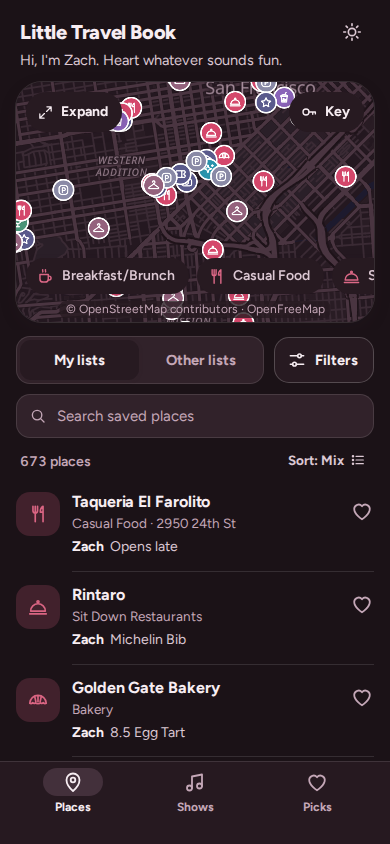 Little Travel Book
Hi, I'm Zach. Heart whatever sounds fun.
San Francisco
Expand
Key
WESTERN
ADDITION
P
P
P
P
Breakfast/Brunch
Casual Food
S
© OpenStreetMap contributors · OpenFreeMap
My lists
Other lists
Filters
Search saved places
673 places
Sort: Mix
Taqueria El Farolito
Casual Food · 2950 24th St
Zach Opens late
Rintaro
Sit Down Restaurants
Zach Michelin Bib
Golden Gate Bakery
Bakery
Zach 8.5 Egg Tart
Places
Shows
Picks